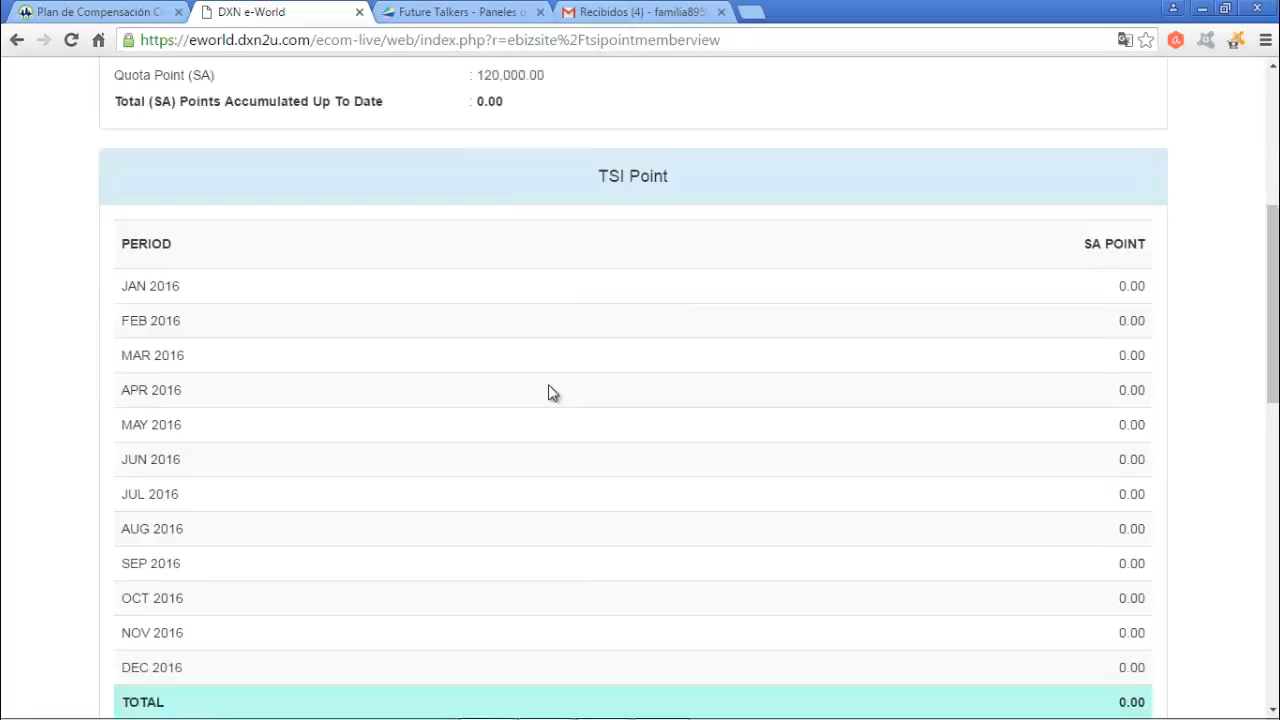 Plan de Compensación Co
DXN e-World
Future Talkers - Paneles o
Recibidos (4) - familia895
https://eworld.dxn2u.com/ecom-live/web/index.php?r=ebizsite%2Ftsipointmemberview
Quota Point (SA) : 120,000.00
Total (SA) Points Accumulated Up To Date : 0.00
TSI Point
PERIOD SA POINT
JAN 2016 0.00
FEB 2016 0.00
MAR 2016 0.00
APR 2016 0.00
MAY 2016 0.00
JUN 2016 0.00
JUL 2016 0.00
AUG 2016 0.00
SEP 2016 0.00
OCT 2016 0.00
NOV 2016 0.00
DEC 2016 0.00
TOTAL 0.00